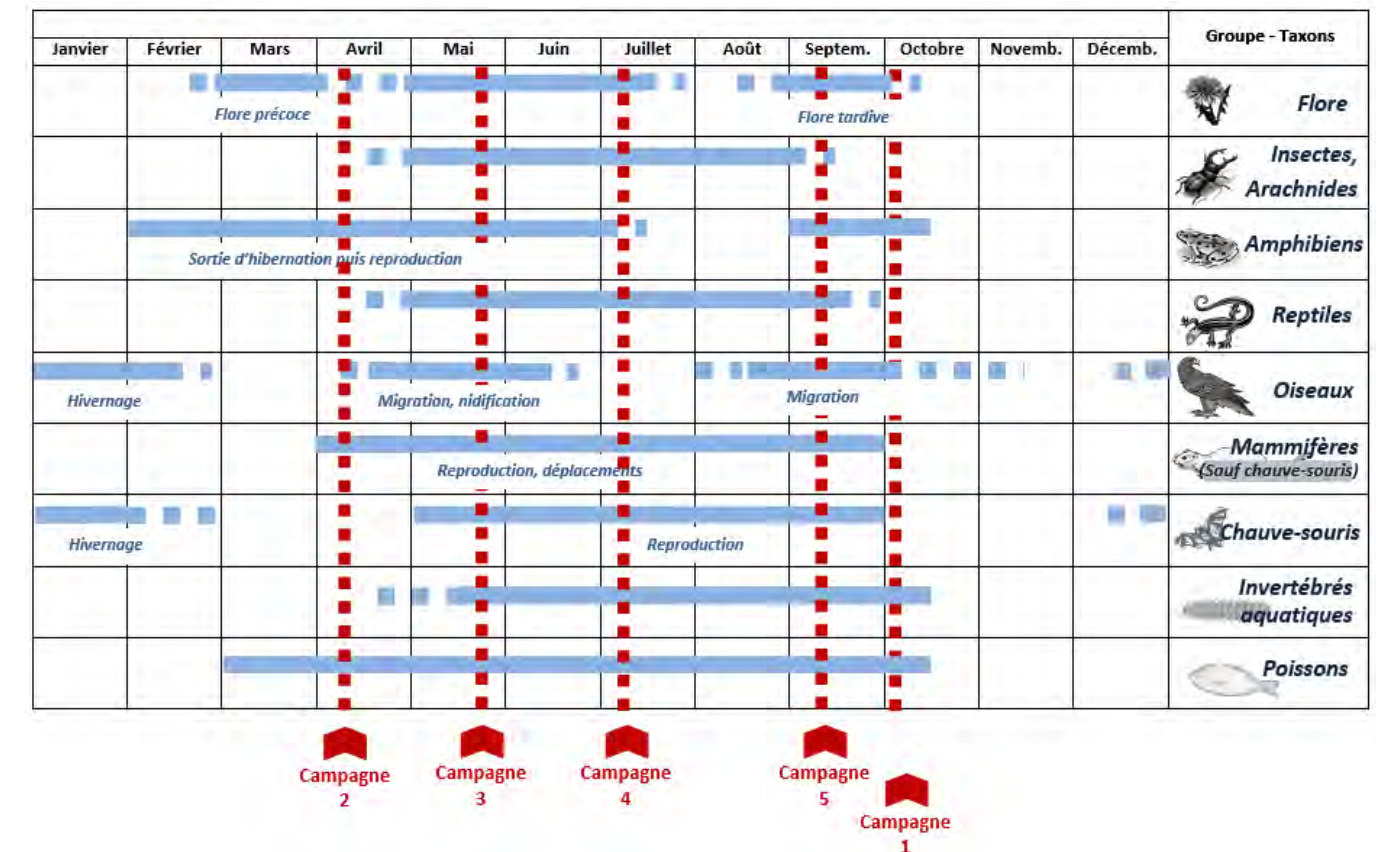 Groupe - Taxons
Janvier Février Mars Avril Mai Juin Juillet Août Septem. Octobre Novemb. Décemb.
Flore
Flore précoce
Flore tardive
Insectes,
Arachnides
Amphibiens
Sortie d'hibernation puis reproduction
Reptiles
Oiseaux
Hivernage
Migration, nidification
Migration
Mammifères
(Souf chauve-souris)
Reproduction, déplacements
Chauve-souris
Hivernage
Reproduction
Invertébrés
aquatiques
Poissons
Campagne
2
Campagne
3
Campagne
4
Campagne
5
Campagne
1